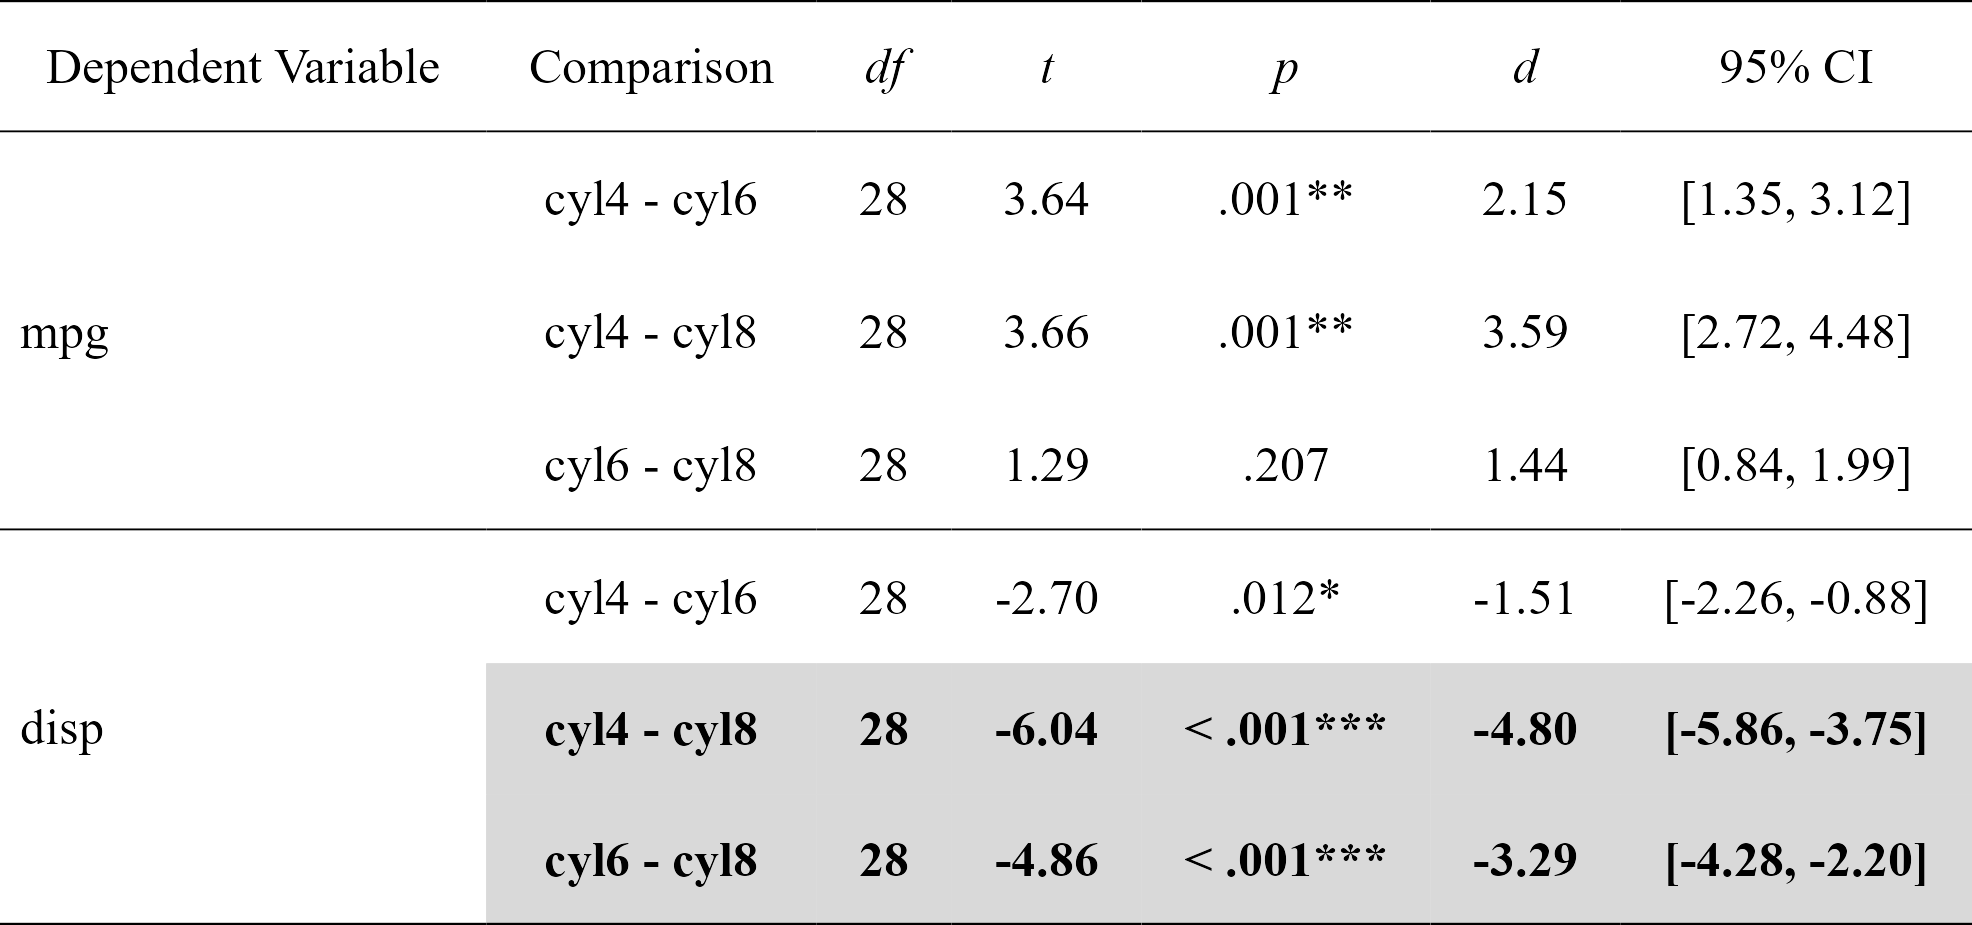 Dependent Variable Comparison df t p d 95% CI
cyl4 - cyl6 28 3.64 .001** 2.15 [1.35, 3.12]
mpg cyl4 - cyl8 28 3.66 .001** 3.59 [2.72, 4.48]
cyl6 - cyl8 28 1.29 .207 1.44 [0.84, 1.99]
cyl4 - cyl6 28 -2.70 .012* -1.51 [-2.26, -0.88]
disp cyl4 - cyl8 28 -6.04 < .001*** -4.80 [-5.86, -3.75]
cyl6 - cyl8 28 -4.86 < .001*** -3.29 [-4.28, -2.20]